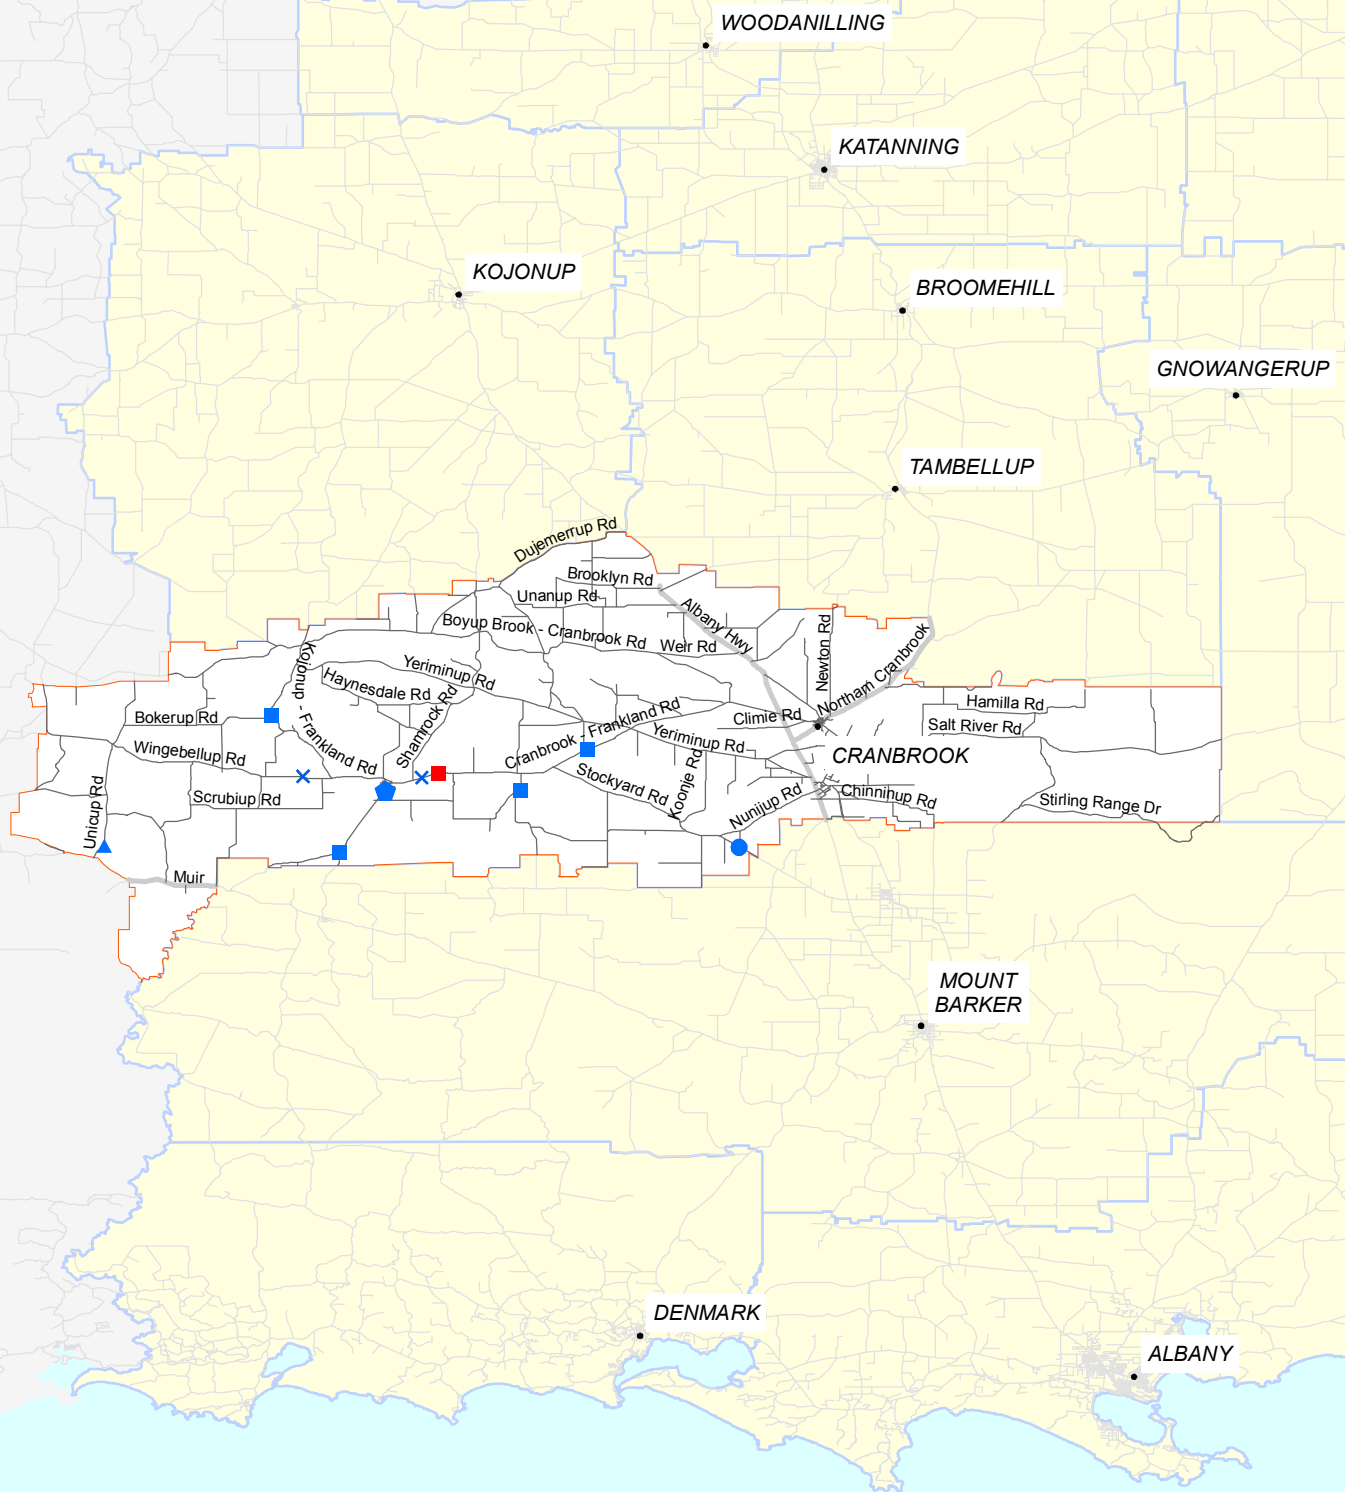 WOODANILLING
KATANNING
KOJONUP
BROOMEHILL
GNOWANGERUP
TAMBELLUP
Dujemerrup Rd
Brooklyn Rd
Unanup Rd
Albany Hwy
Boyup Brook - Cranbrook Rd
Weir Rd
Newton Rd
Northam Cranbrook
Kojonup - Frankland Rd
Yeriminup Rd
Haynesdale Rd
Shamrock Rd
Hamilla Rd
Bokerup Rd
Cranbrook - Frankland Rd
Climie Rd
Salt River Rd
Wingebellup Rd
Yeriminup Rd
CRANBROOK
Unicup Rd
Scrubiup Rd
Stockyard Rd
Koonje Rd
Nunijup Rd
Chinninup Rd
Stirling Range Dr
Muir
MOUNT
BARKER
DENMARK
ALBANY